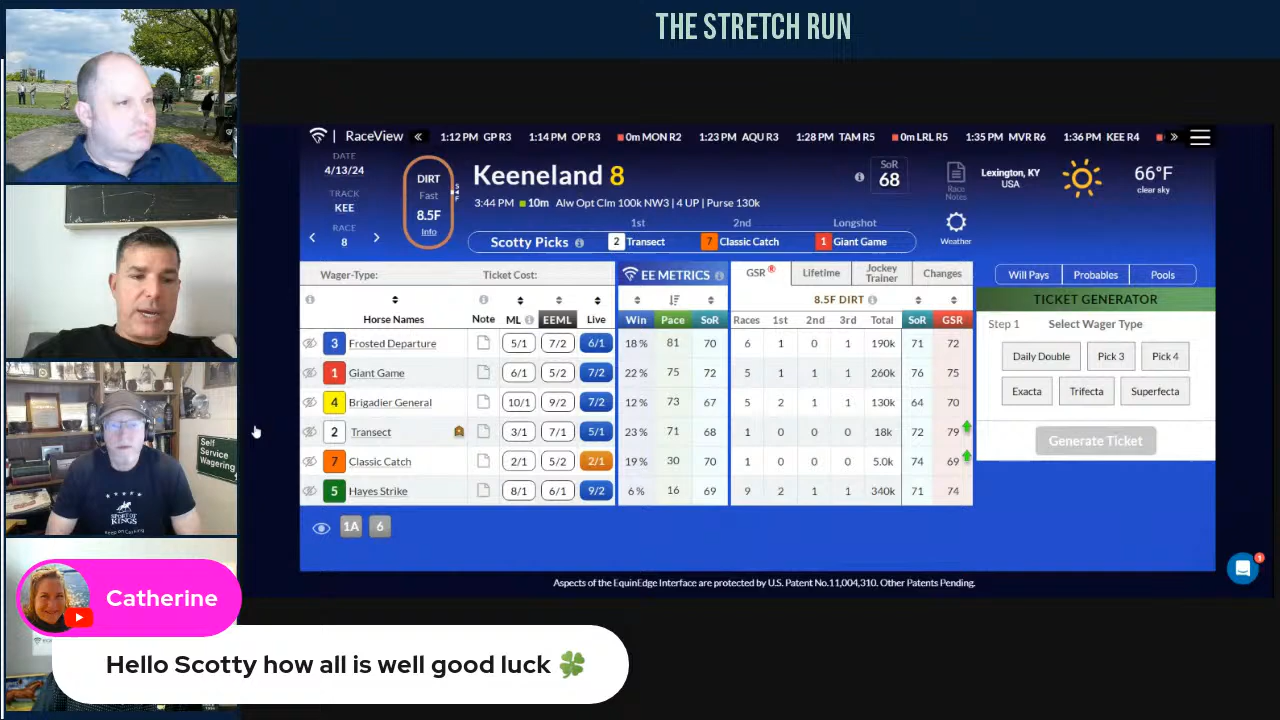 THE STRETCH RUN
RaceView « 1:12 PM GP R3 1:14 PM OP R3 0m MON R2 1:23 PM AQU R3 1:28 PM TAM R5 0m LRL R5 1:35 PM MVR R6 1:36 PM KEE R4 »
DATE
4/13/24
TRACK
KEE
RACE
8
DIRT
Fast
8.5F
Info
Keeneland 8
3:44 PM 10m Alw Opt Clm 100k NW3 | 4 UP | Purse 130k
SoR
68
Race
Notes
Weather
Lexington, KY
USA
66°F
clear sky
1st 2nd Longshot
Scotty Picks 2 Transect 7 Classic Catch 1 Giant Game
Wager-Type: Ticket Cost:
EE METRICS
GSR Lifetime Jockey Trainer Changes
8.5F DIRT
Horse Names Note ML EEML Live Win Pace SoR Races 1st 2nd 3rd Total SoR GSR
3 Frosted Departure 5/1 7/2 6/1 18% 81 70 6 1 0 1 190k 71 72
1 Giant Game 6/1 5/2 7/2 22% 75 72 5 1 1 1 260k 76 75
4 Brigadier General 10/1 9/2 7/2 12% 73 67 5 2 1 1 130k 64 70
2 Transect 3/1 7/1 5/1 23% 71 68 1 0 0 1 18k 72 79
7 Classic Catch 2/1 5/2 2/1 19% 30 70 1 0 0 0 5.0k 74 69
5 Hayes Strike 8/1 6/1 9/2 6% 16 69 9 2 1 1 340k 71 74
1A 6
Will Pays Probables Pools
TICKET GENERATOR
Step 1 Select Wager Type
Daily Double Pick 3 Pick 4
Exacta Trifecta Superfecta
Generate Ticket
Aspects of the EquinEdge Interface are protected by U.S. Patent No.11,004,310. Other Patents Pending.
1
Self
Service
Wagering
SPORT OF
KINGS
Catherine
Hello Scotty how all is well good luck 🍀